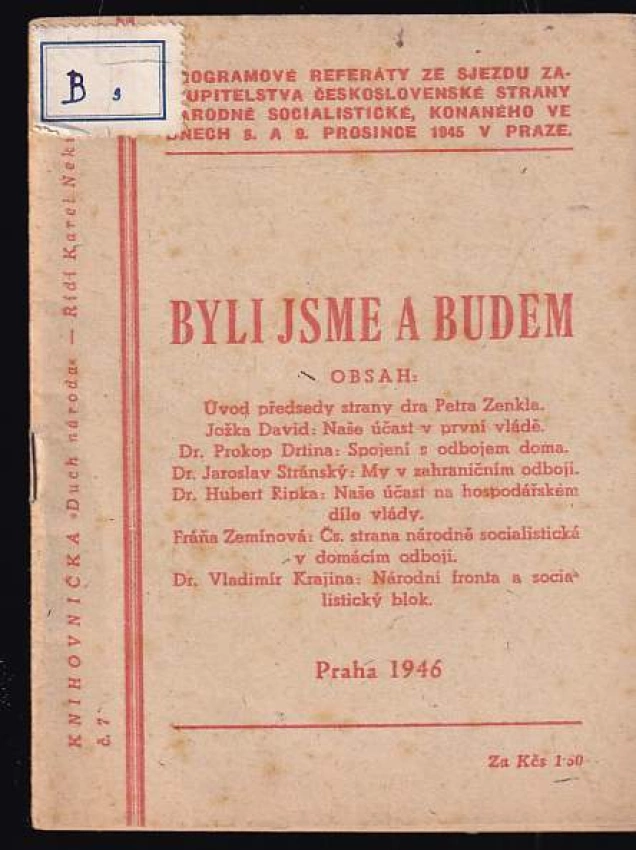 B s
OGRAMOVÉ REFERÁTY ZE SJEZDU ZA-
UPITELSTVA ČESKOSLOVENSKÉ STRANY
ÁRODNĚ SOCIALISTICKÉ, KONANÉHO VE
DNECH 8. A 9. PROSINCE 1945 V PRAZE.
BYLI JSME A BUDEM
OBSAH:
Úvod předsedy strany dra Petra Zenkla.
Jožka David: Naše účast v první vládě.
Dr. Prokop Drtina: Spojení s odbojem doma.
Dr. Jaroslav Stránský: My v zahraničním odboji.
Dr. Hubert Ripka: Naše účast na hospodářském
díle vlády.
Fráňa Zemínová: Čs. strana národně socialistická
v domácím odboji.
Dr. Vladimír Krajina: Národní fronta a socia-
listický blok.
Praha 1946
Za Kčs 1·50
KNIHOVNIČKA »Duch národa« — Řídí Karel Nek
č. 7